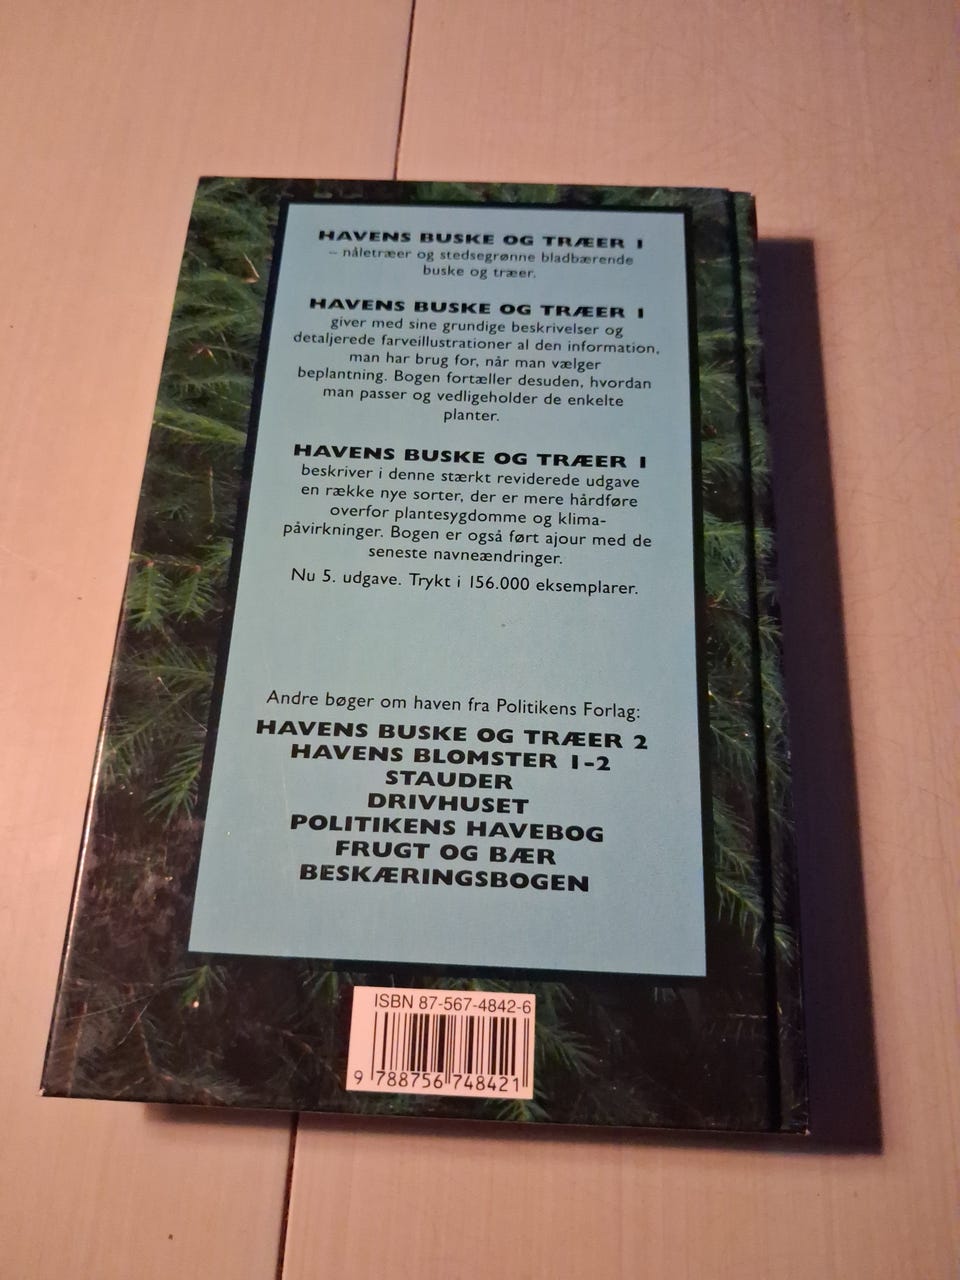 HAVENS BUSKE OG TRÆER 1
– nåletræer og stedsegrønne bladbærende
buske og træer.
HAVENS BUSKE OG TRÆER 1
giver med sine grundige beskrivelser og
detaljerede farveillustrationer al den information,
man har brug for, når man vælger
beplantning. Bogen fortæller desuden, hvordan
man passer og vedligeholder de enkelte
planter.
HAVENS BUSKE OG TRÆER 1
beskriver i denne stærkt reviderede udgave
en række nye sorter, der er mere hårdføre
overfor plantesygdomme og klima-
påvirkninger. Bogen er også ført ajour med de
seneste navneændringer.
Nu 5. udgave. Trykt i 156.000 eksemplarer.
Andre bøger om haven fra Politikens Forlag:
HAVENS BUSKE OG TRÆER 2
HAVENS BLOMSTER 1-2
STAUDER
DRIVHUSET
POLITIKENS HAVEBOG
FRUGT OG BÆR
BESKÆRINGSBOGEN
ISBN 87-567-4842-6
9 788756 748421